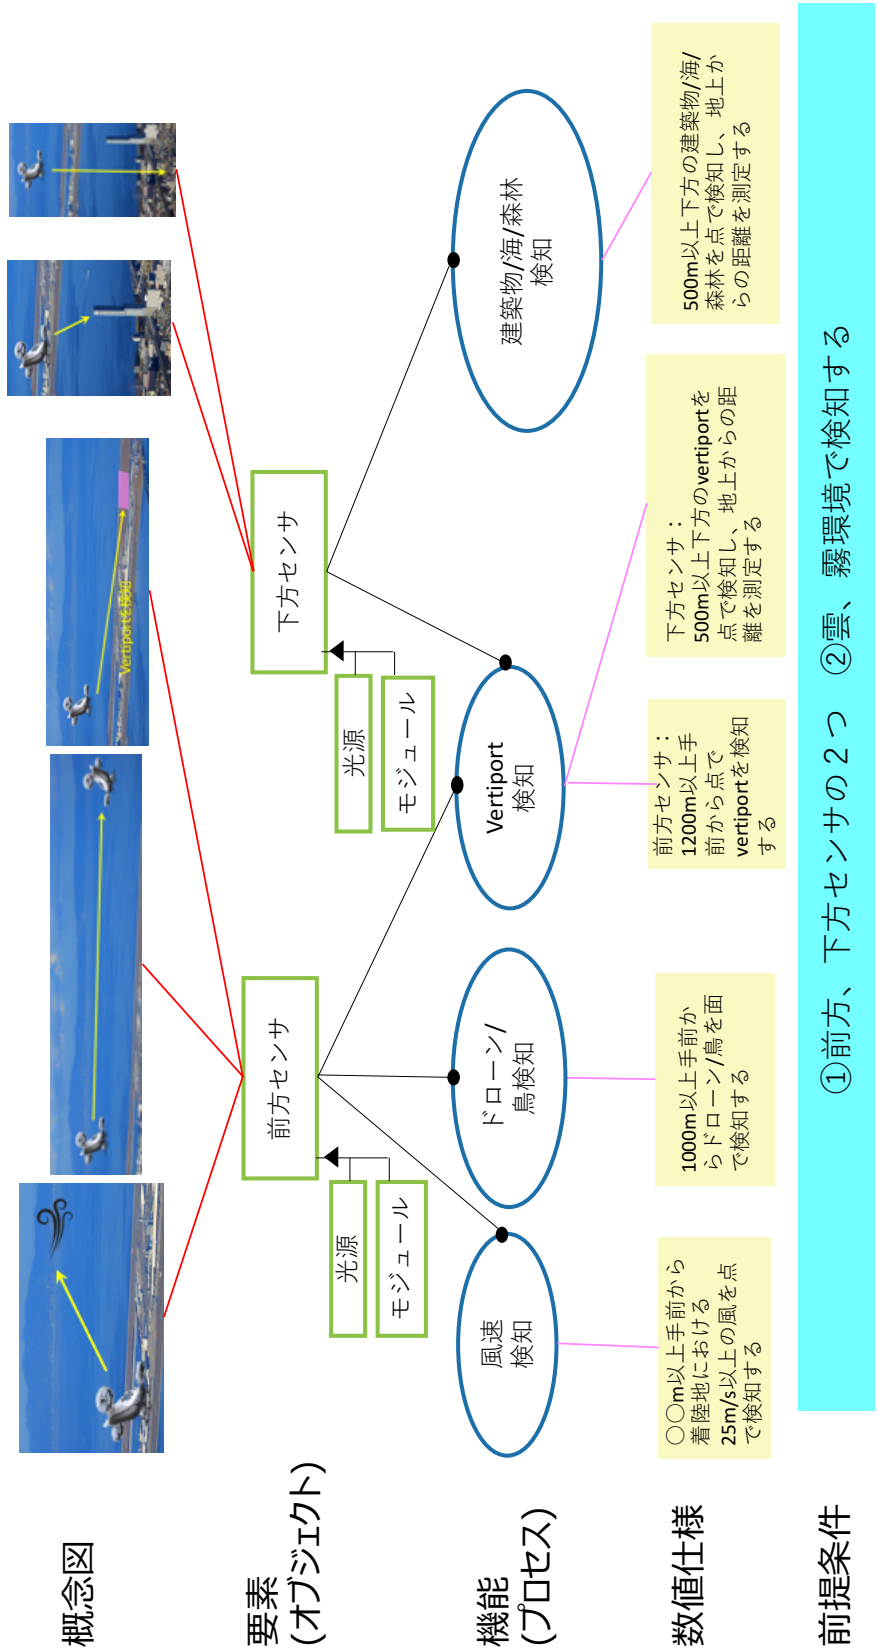 概念図
Vertiportを検知
要素
(オブジェクト)
前方センサ
光源
モジュール
下方センサ
光源
モジュール
機能
(プロセス)
風速
検知
ドローン/
鳥検知
Vertiport
検知
建築物/海/森林
検知
数値仕様
〇〇m以上手前から
着陸地における
25m/s以上の風を点
で検知する
1000m以上手前か
らドローン/鳥を面
で検知する
前方センサ：
1200m以上手
前から点で
vertiportを検知
する
下方センサ：
500m以上下方のvertiportを
点で検知し、地上からの距
離を測定する
500m以上下方の建築物/海/
森林を点で検知し、地上か
らの距離を測定する
前提条件
①前方、下方センサの２つ　②雲、霧環境で検知する